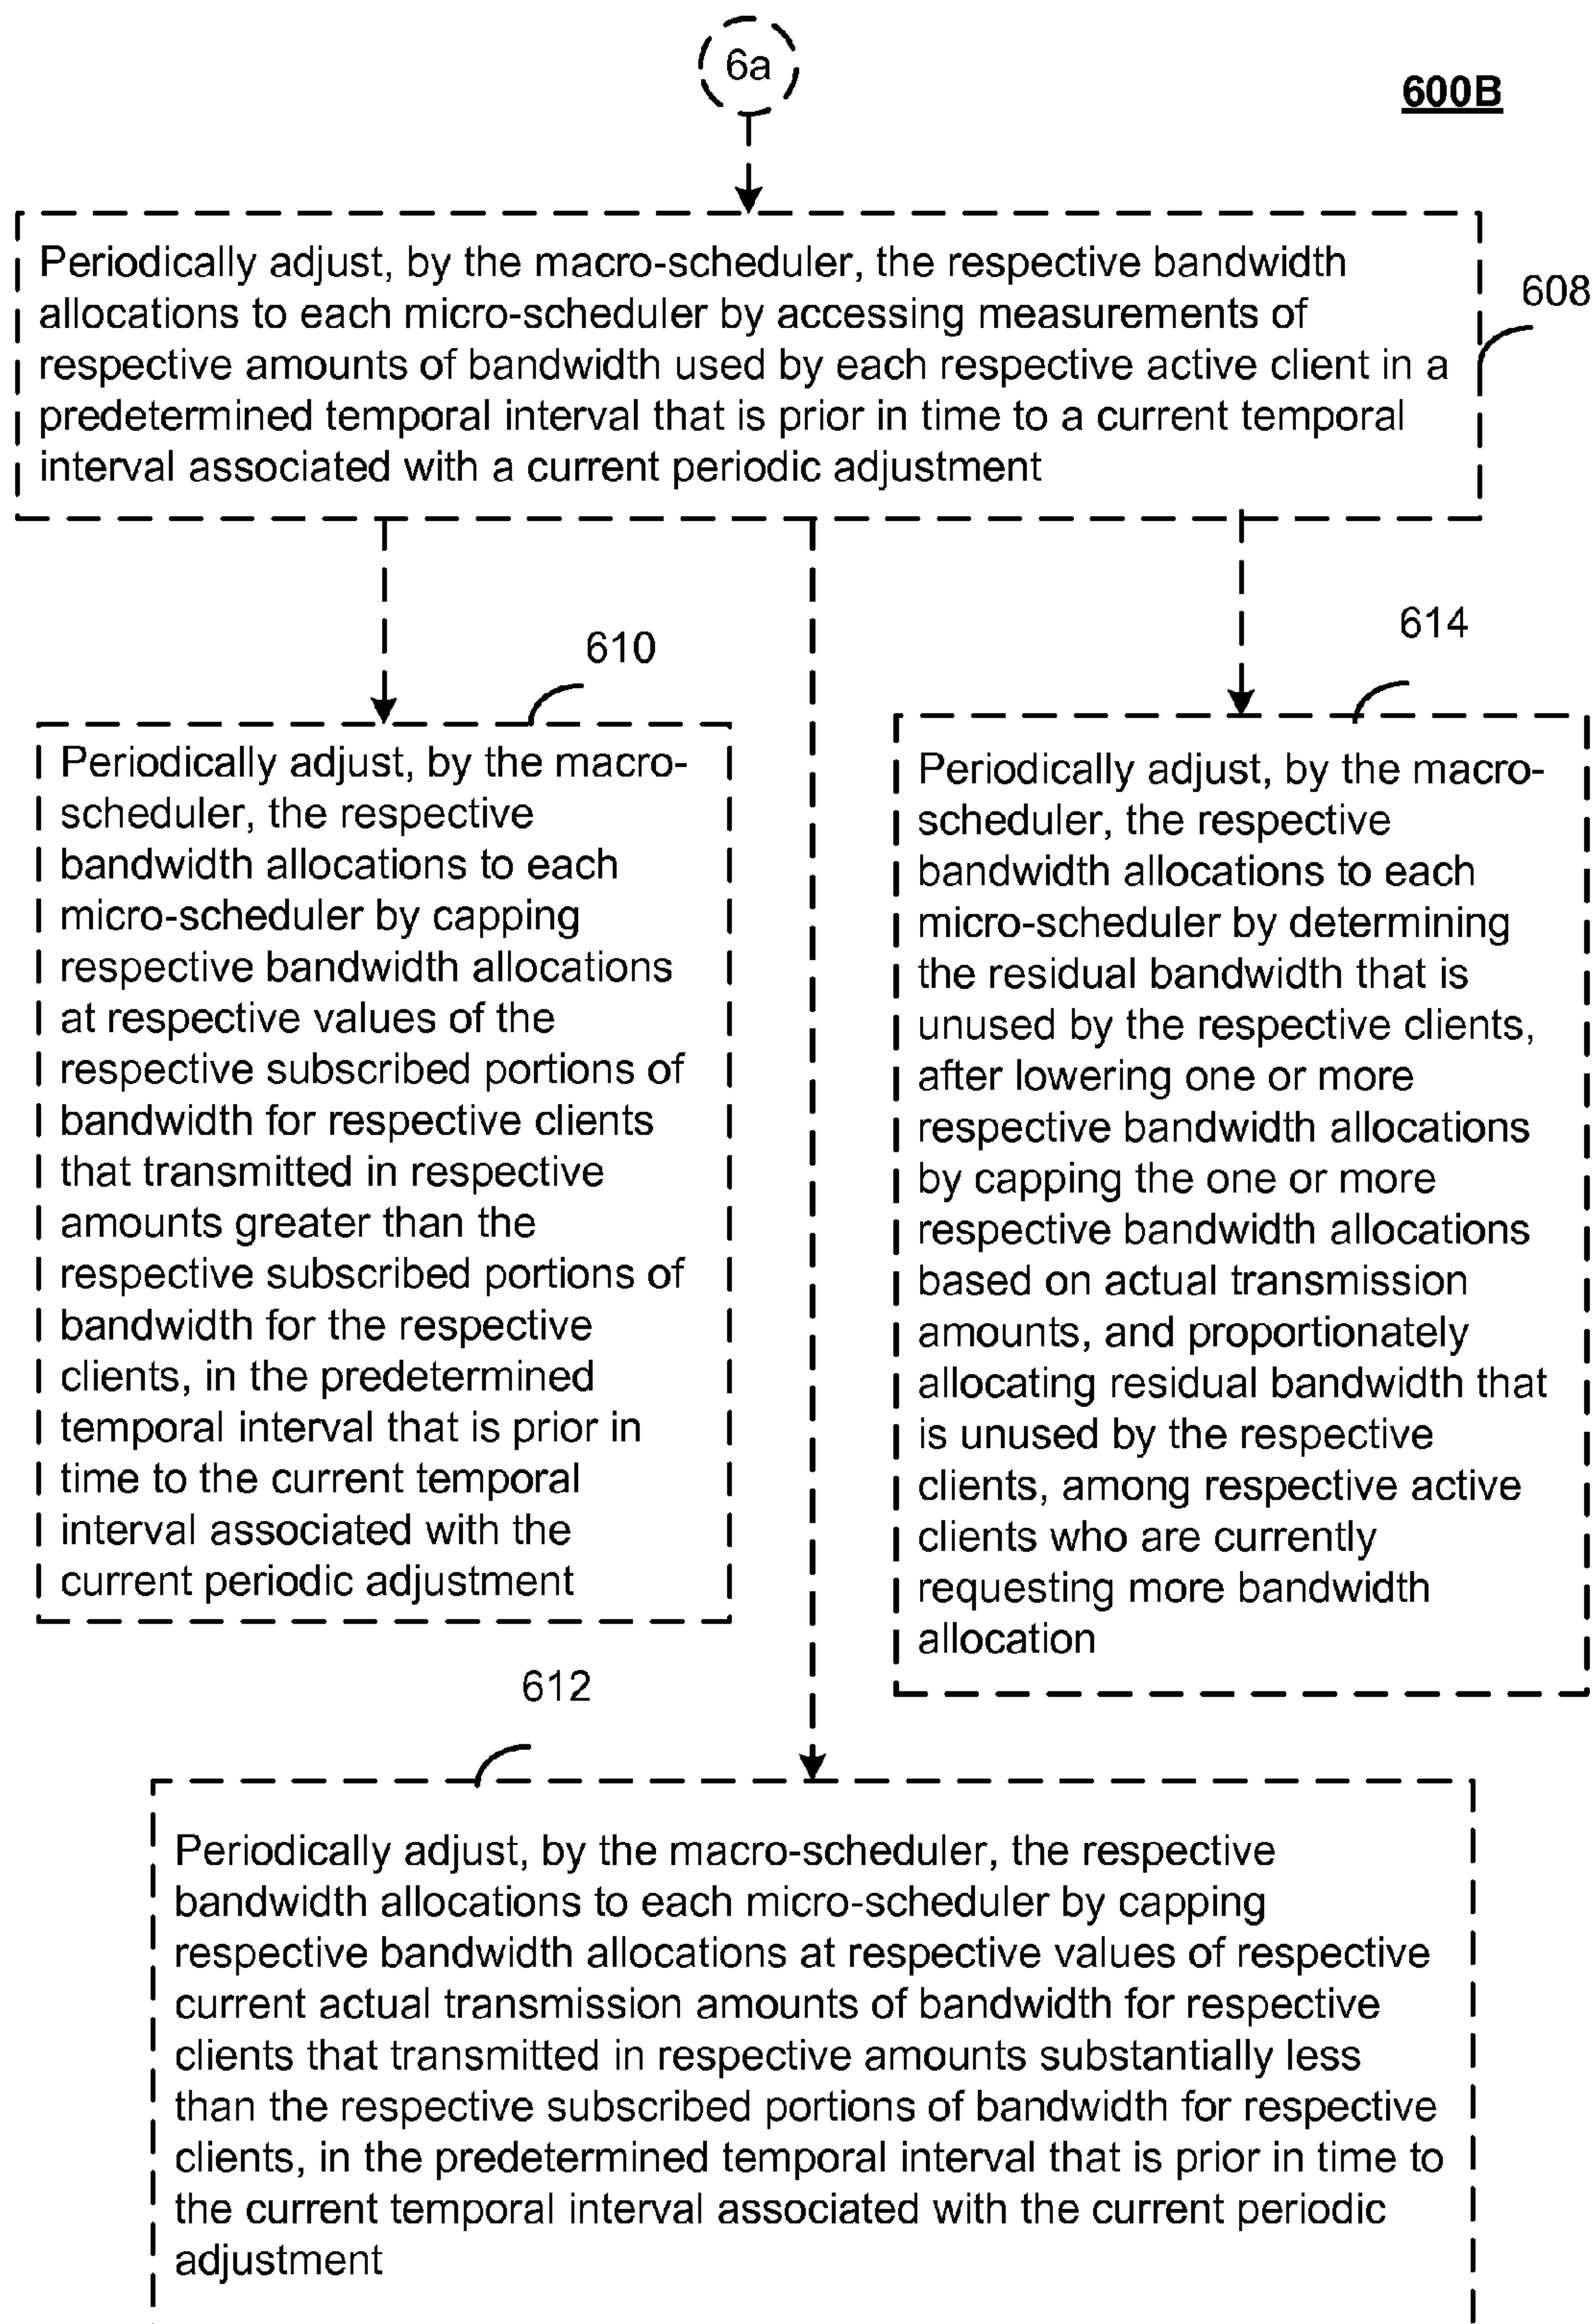 6a
600B
Periodically adjust, by the macro-scheduler, the respective bandwidth
allocations to each micro-scheduler by accessing measurements of
respective amounts of bandwidth used by each respective active client in a
predetermined temporal interval that is prior in time to a current temporal
interval associated with a current periodic adjustment
608
610
Periodically adjust, by the macro-
scheduler, the respective
bandwidth allocations to each
micro-scheduler by capping
respective bandwidth allocations
at respective values of the
respective subscribed portions of
bandwidth for respective clients
that transmitted in respective
amounts greater than the
respective subscribed portions of
bandwidth for the respective
clients, in the predetermined
temporal interval that is prior in
time to the current temporal
interval associated with the
current periodic adjustment
614
Periodically adjust, by the macro-
scheduler, the respective
bandwidth allocations to each
micro-scheduler by determining
the residual bandwidth that is
unused by the respective clients,
after lowering one or more
respective bandwidth allocations
by capping the one or more
respective bandwidth allocations
based on actual transmission
amounts, and proportionately
allocating residual bandwidth that
is unused by the respective
clients, among respective active
clients who are currently
requesting more bandwidth
allocation
612
Periodically adjust, by the macro-scheduler, the respective
bandwidth allocations to each micro-scheduler by capping
respective bandwidth allocations at respective values of respective
current actual transmission amounts of bandwidth for respective
clients that transmitted in respective amounts substantially less
than the respective subscribed portions of bandwidth for respective
clients, in the predetermined temporal interval that is prior in time to
the current temporal interval associated with the current periodic
adjustment